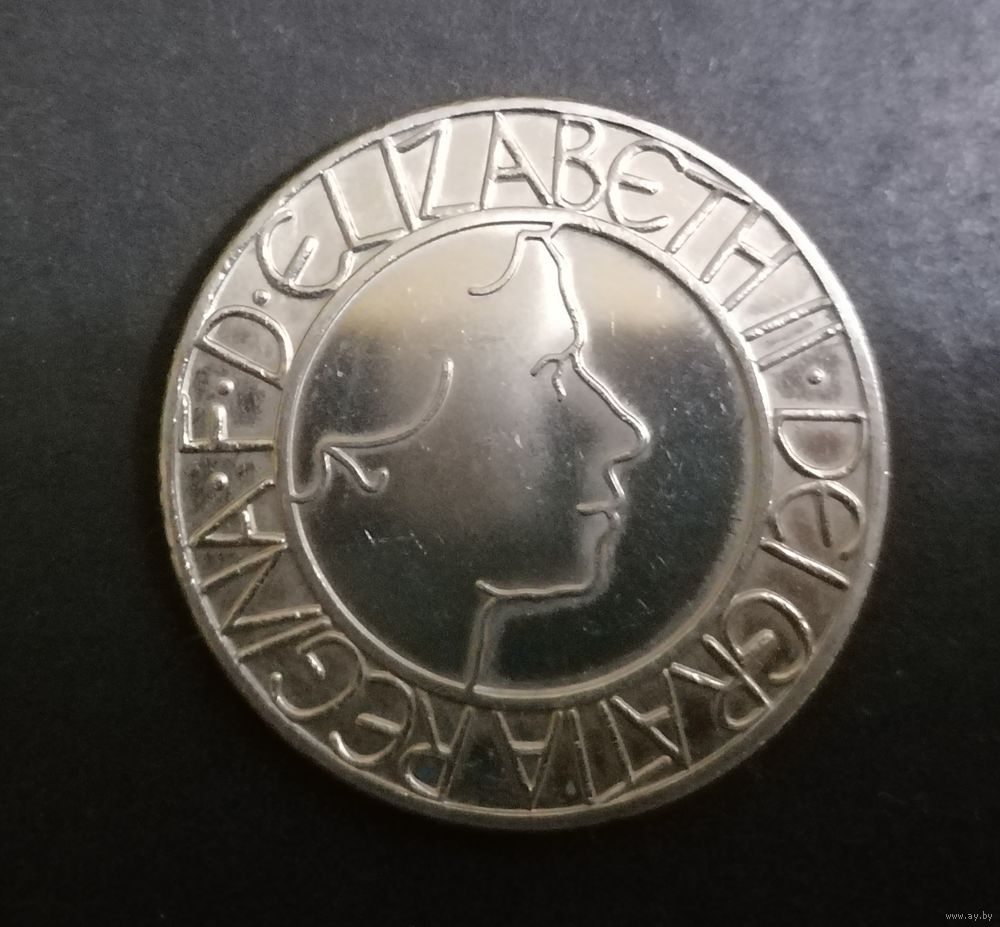 ELIZABETH II · DEI GRATIA REGINA · F · D ·
www.ay.by